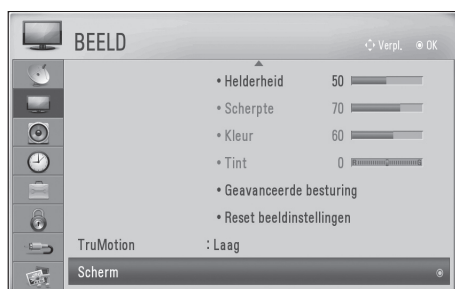 BEELD
Verpl. OK
• Helderheid 50
• Scherpte 70
• Kleur 60
• Tint 0
• Geavanceerde besturing
• Reset beeldinstellingen
TruMotion : Laag
Scherm